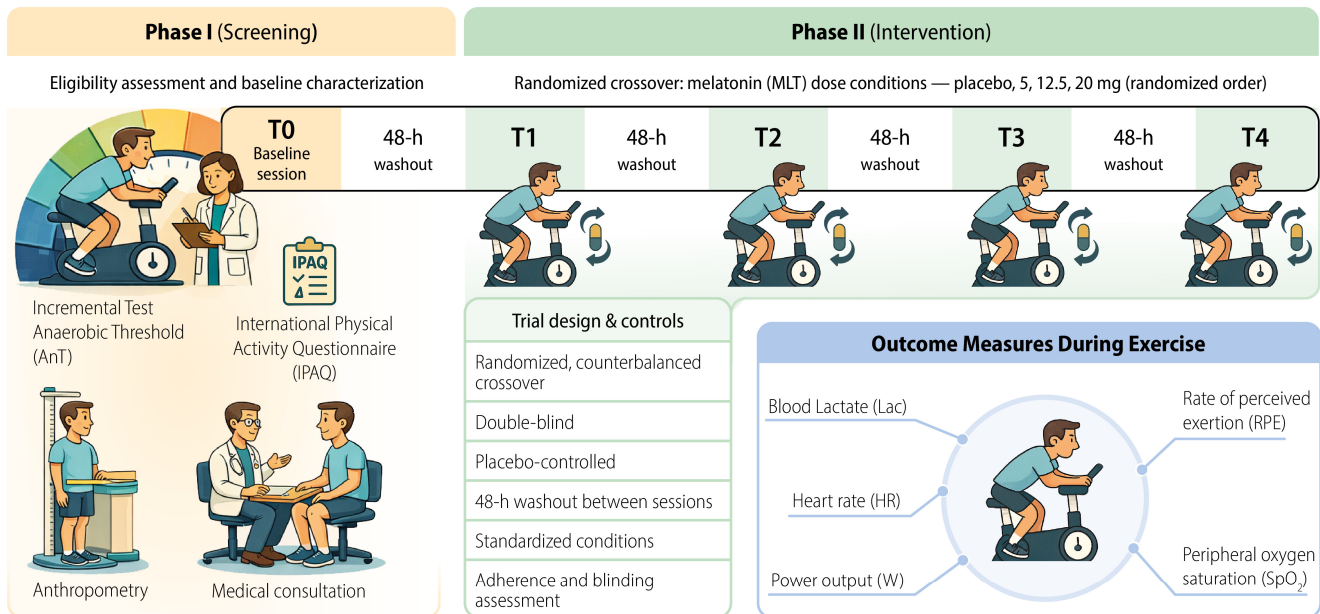 Phase I (Screening)
Phase II (Intervention)
Eligibility assessment and baseline characterization
Randomized crossover: melatonin (MLT) dose conditions — placebo, 5, 12.5, 20 mg (randomized order)
T0
Baseline
session
48-h
washout
T1
48-h
washout
T2
48-h
washout
T3
48-h
washout
T4
IPAQ
Incremental Test
Anaerobic Threshold
(AnT)
International Physical
Activity Questionnaire
(IPAQ)
Anthropometry
Medical consultation
Trial design & controls
Randomized, counterbalanced
crossover
Double-blind
Placebo-controlled
48-h washout between sessions
Standardized conditions
Adherence and blinding
assessment
Outcome Measures During Exercise
Blood Lactate (Lac)
Heart rate (HR)
Power output (W)
Rate of perceived
exertion (RPE)
Peripheral oxygen
saturation (SpO₂)